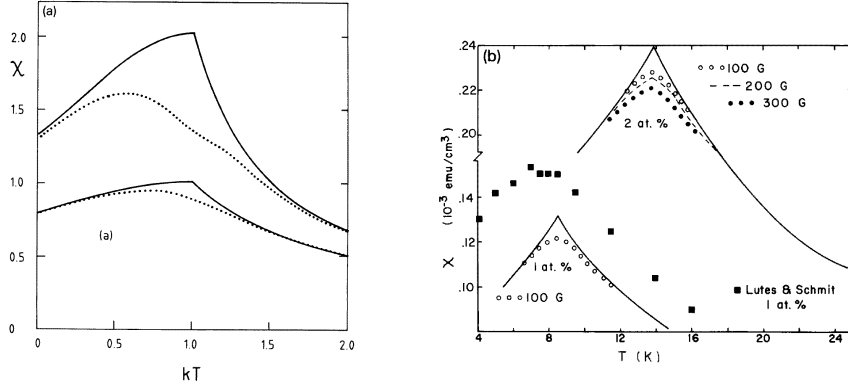 (a)
2.0
χ
1.5
1.0
(a)
0.5
0
0 0.5 1.0 1.5 2.0
kT
(b)
.24
○ ○ ○ 100 G
– – – 200 G
● ● ● 300 G
.22
2 at. %
.20
χ (10⁻³ emu/cm³)
.14
.12
1 at. %
○ ○ ○ 100 G
■ Lutes & Schmit
1 at. %
.10
4 8 12 16 20 24
T (K)